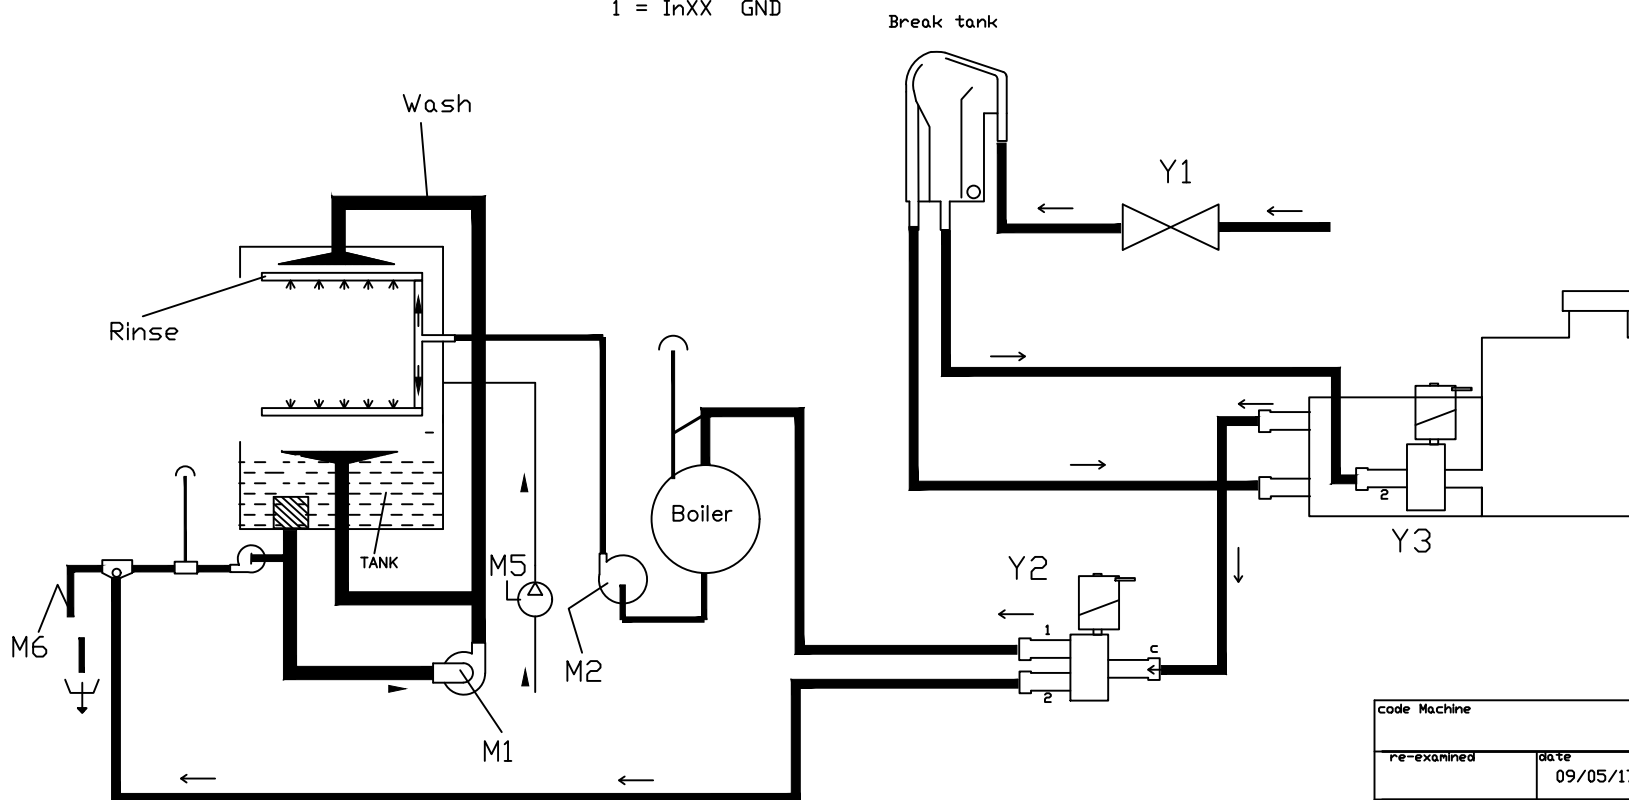 1 = InXX GND
Break tank
Wash
Y1
Rinse
2
Boiler
Y3
TANK
M5
Y2
1
c
M6
M2
2
M1
code Machine
re-examined
date
09/05/17